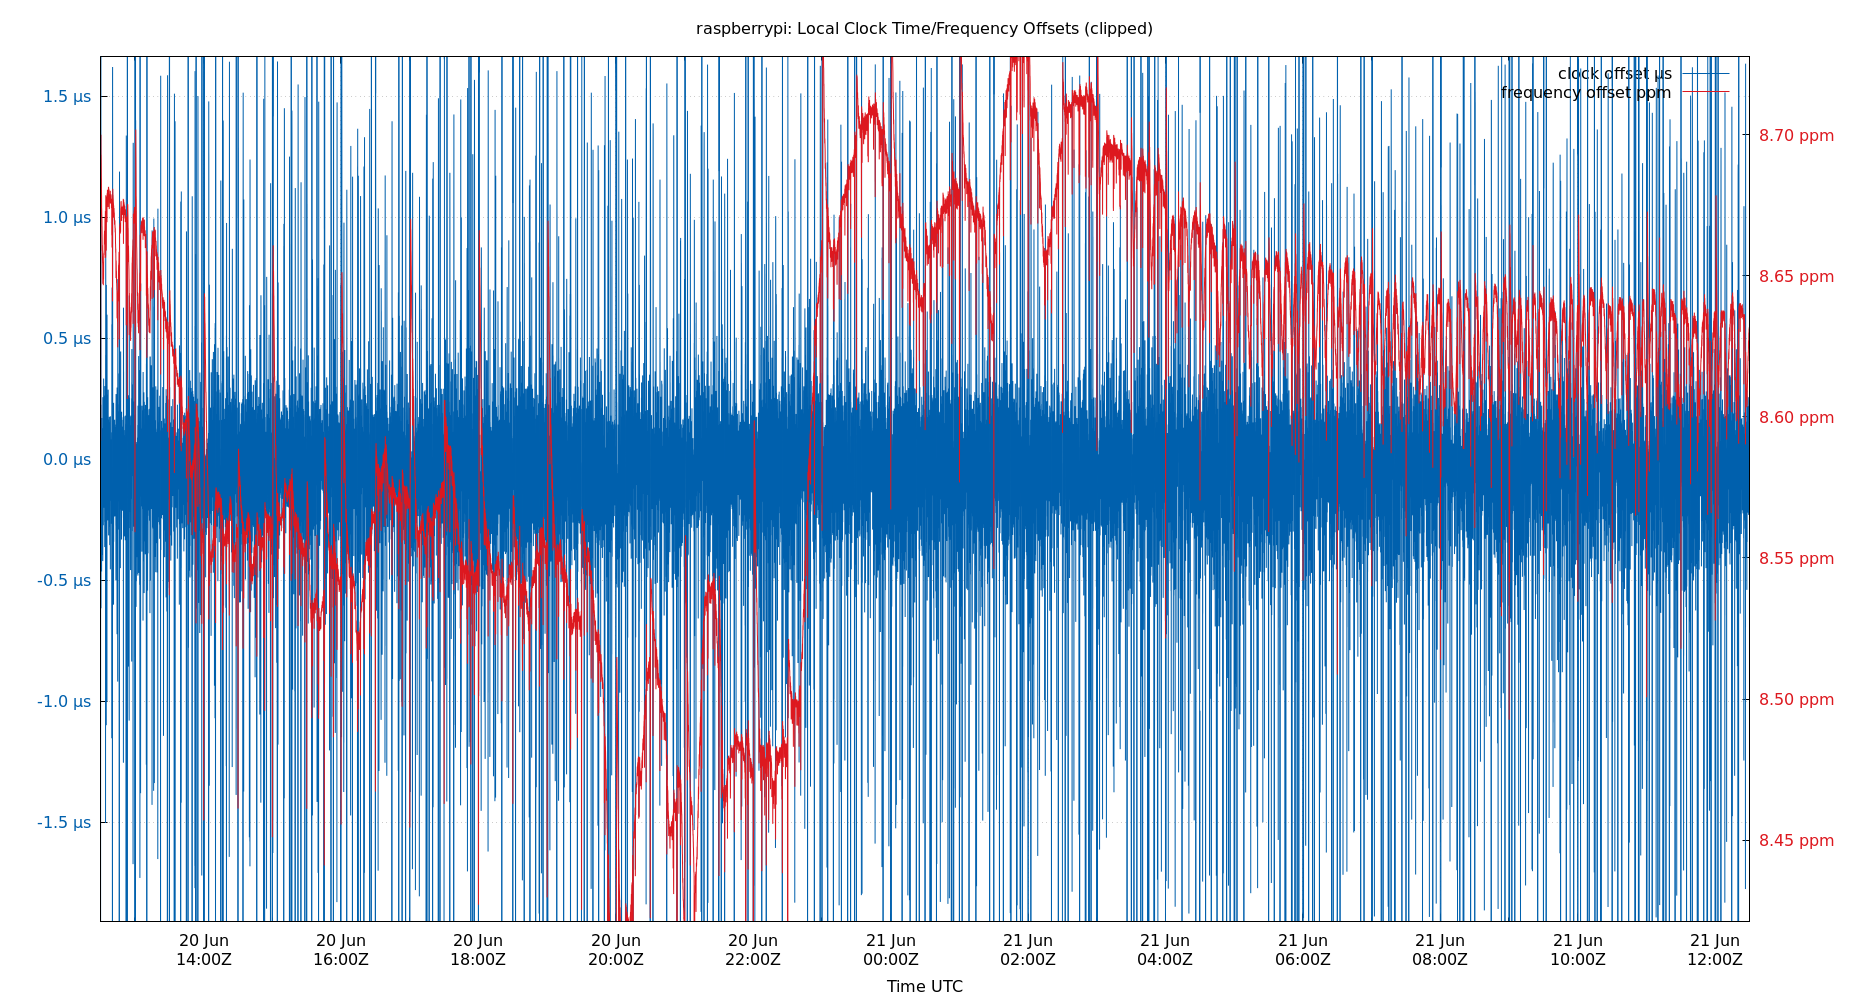 raspberrypi: Local Clock Time/Frequency Offsets (clipped)
clock offset µs
frequency offset ppm
1.5 µs
1.0 µs
0.5 µs
0.0 µs
-0.5 µs
-1.0 µs
-1.5 µs
8.70 ppm
8.65 ppm
8.60 ppm
8.55 ppm
8.50 ppm
8.45 ppm
20 Jun 20 Jun 20 Jun 20 Jun 20 Jun 21 Jun 21 Jun 21 Jun 21 Jun 21 Jun 21 Jun 21 Jun
14:00Z 16:00Z 18:00Z 20:00Z 22:00Z 00:00Z 02:00Z 04:00Z 06:00Z 08:00Z 10:00Z 12:00Z
Time UTC